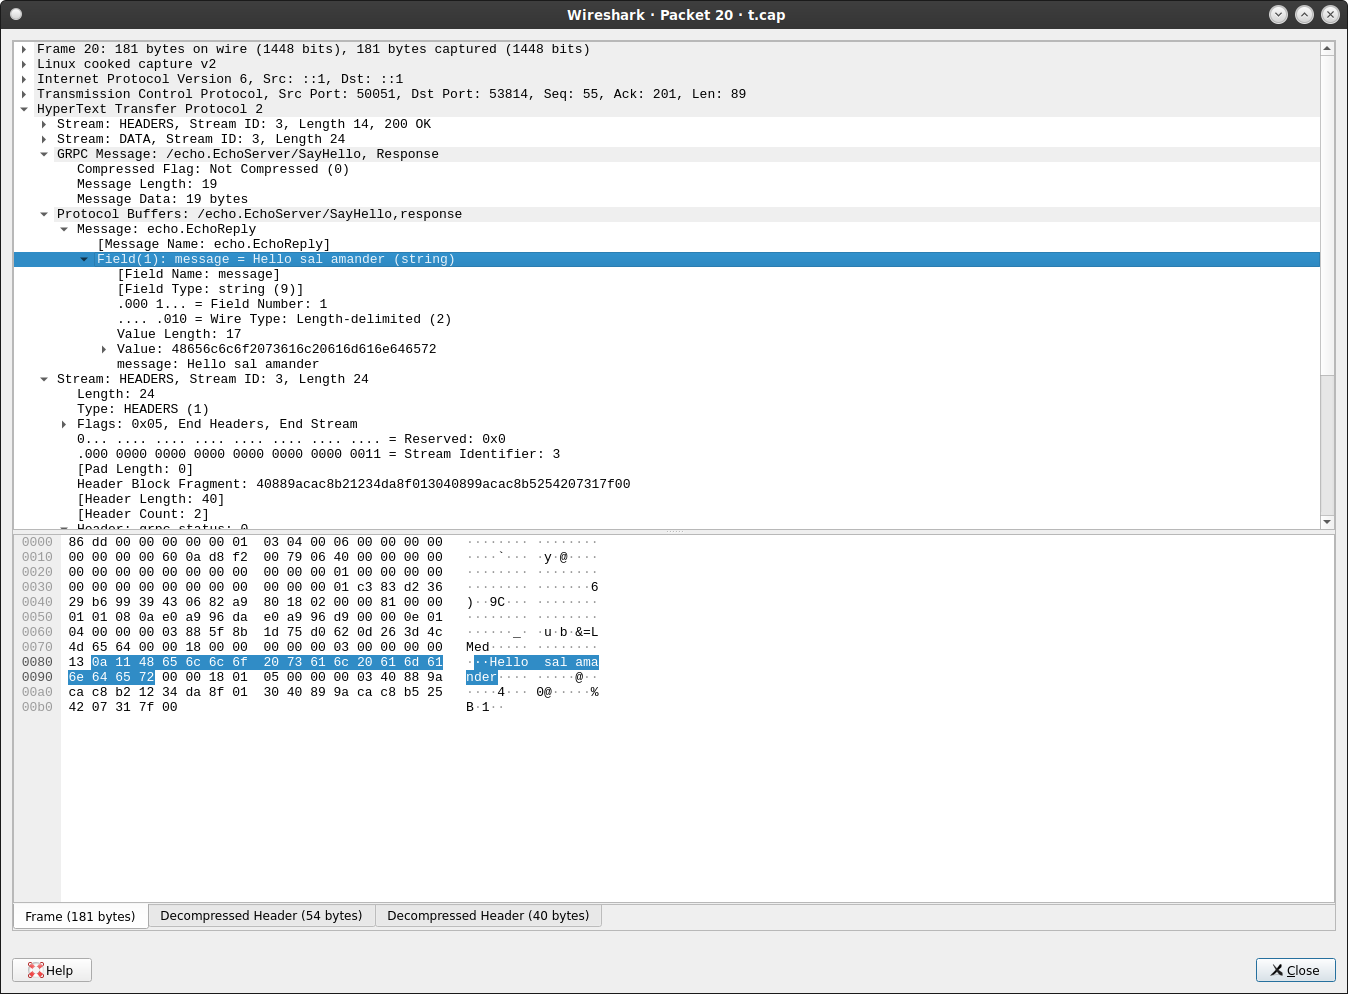 Wireshark · Packet 20 · t.cap
Frame 20: 181 bytes on wire (1448 bits), 181 bytes captured (1448 bits)
Linux cooked capture v2
Internet Protocol Version 6, Src: ::1, Dst: ::1
Transmission Control Protocol, Src Port: 50051, Dst Port: 53814, Seq: 55, Ack: 201, Len: 89
HyperText Transfer Protocol 2
Stream: HEADERS, Stream ID: 3, Length 14, 200 OK
Stream: DATA, Stream ID: 3, Length 24
GRPC Message: /echo.EchoServer/SayHello, Response
Compressed Flag: Not Compressed (0)
Message Length: 19
Message Data: 19 bytes
Protocol Buffers: /echo.EchoServer/SayHello,response
Message: echo.EchoReply
[Message Name: echo.EchoReply]
Field(1): message = Hello sal amander (string)
[Field Name: message]
[Field Type: string (9)]
.000 1... = Field Number: 1
.... .010 = Wire Type: Length-delimited (2)
Value Length: 17
Value: 48656c6c6f2073616c20616d616e646572
message: Hello sal amander
Stream: HEADERS, Stream ID: 3, Length 24
Length: 24
Type: HEADERS (1)
Flags: 0x05, End Headers, End Stream
0... .... .... .... .... .... .... .... = Reserved: 0x0
.000 0000 0000 0000 0000 0000 0000 0011 = Stream Identifier: 3
[Pad Length: 0]
Header Block Fragment: 40889acac8b21234da8f013040899acac8b5254207317f00
[Header Length: 40]
[Header Count: 2]
Header: grpc-status: 0
0000 86 dd 00 00 00 00 00 01 03 04 00 06 00 00 00 00 ········ ········
0010 00 00 00 00 60 0a d8 f2 00 79 06 40 00 00 00 00 ····`··· ·y·@····
0020 00 00 00 00 00 00 00 00 00 00 00 01 00 00 00 00 ········ ········
0030 00 00 00 00 00 00 00 00 00 00 00 01 c3 83 d2 36 ········ ·······6
0040 29 b6 99 39 43 06 82 a9 80 18 02 00 00 81 00 00 )··9C··· ········
0050 01 01 08 0a e0 a9 96 da e0 a9 96 d9 00 00 0e 01 ········ ········
0060 04 00 00 00 03 88 5f 8b 1d 75 d0 62 0d 26 3d 4c ······_· ·u·b·&=L
0070 4d 65 64 00 00 18 00 00 00 00 00 03 00 00 00 00 Med····· ········
0080 13 0a 11 48 65 6c 6c 6f 20 73 61 6c 20 61 6d 61 ···Hello sal ama
0090 6e 64 65 72 00 00 18 01 05 00 00 00 03 40 88 9a nder···· ·····@··
00a0 ca c8 b2 12 34 da 8f 01 30 40 89 9a ca c8 b5 25 ····4··· 0@·····%
00b0 42 07 31 7f 00 B·1··
Frame (181 bytes) Decompressed Header (54 bytes) Decompressed Header (40 bytes)
Help Close